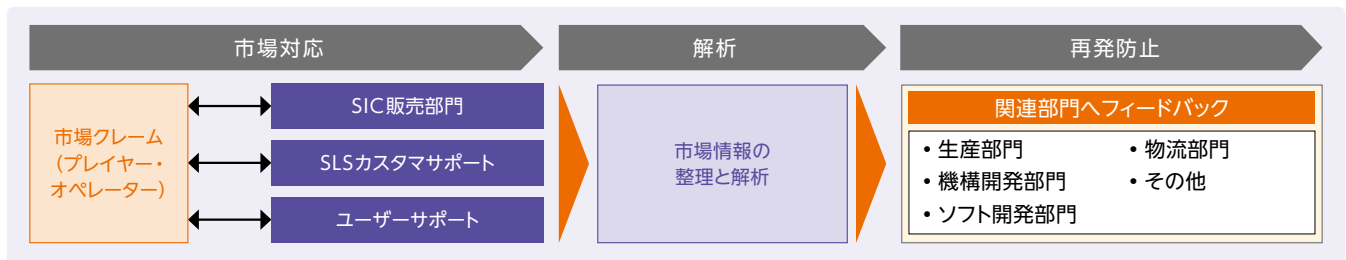 市場対応
解析
再発防止
市場クレーム
(プレイヤー・
オペレーター)
SIC販売部門
SLSカスタマサポート
ユーザーサポート
市場情報の
整理と解析
関連部門へフィードバック
• 生産部門
• 機構開発部門
• ソフト開発部門
• 物流部門
• その他